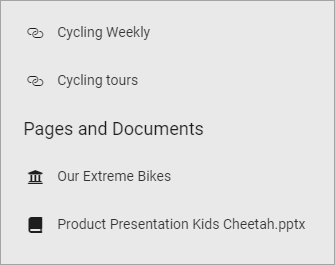 Cycling Weekly
Cycling tours
Pages and Documents
Our Extreme Bikes
Product Presentation Kids Cheetah.pptx